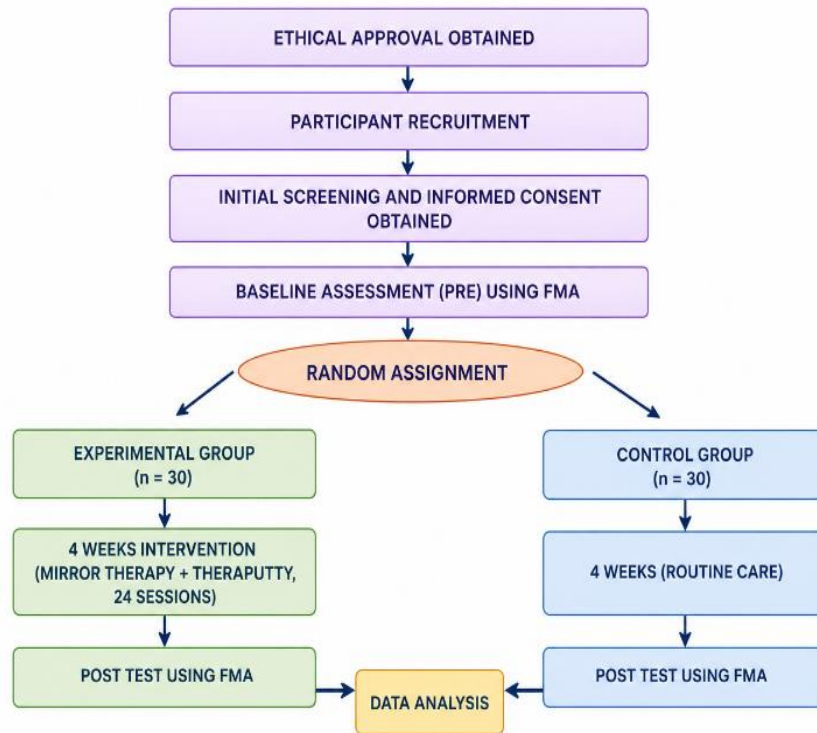 ETHICAL APPROVAL OBTAINED
PARTICIPANT RECRUITMENT
INITIAL SCREENING AND INFORMED CONSENT
OBTAINED
BASELINE ASSESSMENT (PRE) USING FMA
RANDOM ASSIGNMENT
EXPERIMENTAL GROUP
(n = 30)
4 WEEKS INTERVENTION
(MIRROR THERAPY + THERAPUTTY,
24 SESSIONS)
POST TEST USING FMA
CONTROL GROUP
(n = 30)
4 WEEKS (ROUTINE CARE)
POST TEST USING FMA
DATA ANALYSIS